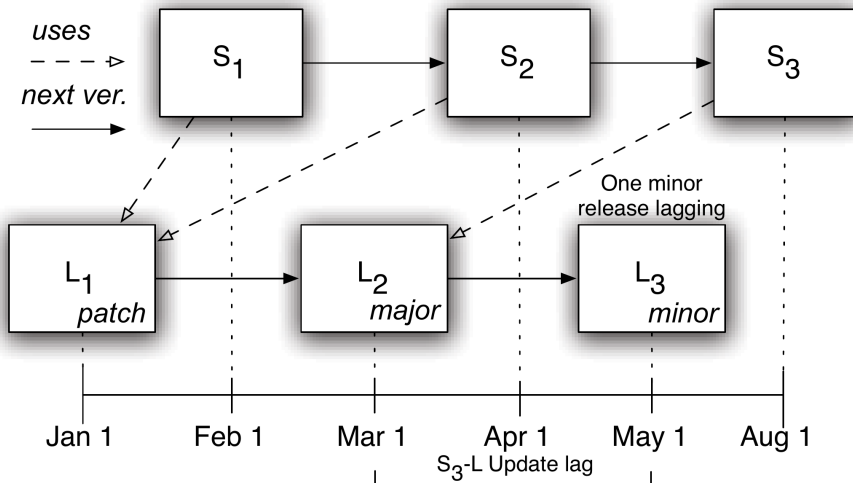 uses
next ver.
S1
S2
S3
One minor
release lagging
L1
patch
L2
major
L3
minor
Jan 1
Feb 1
Mar 1
Apr 1
May 1
Aug 1
S3-L Update lag